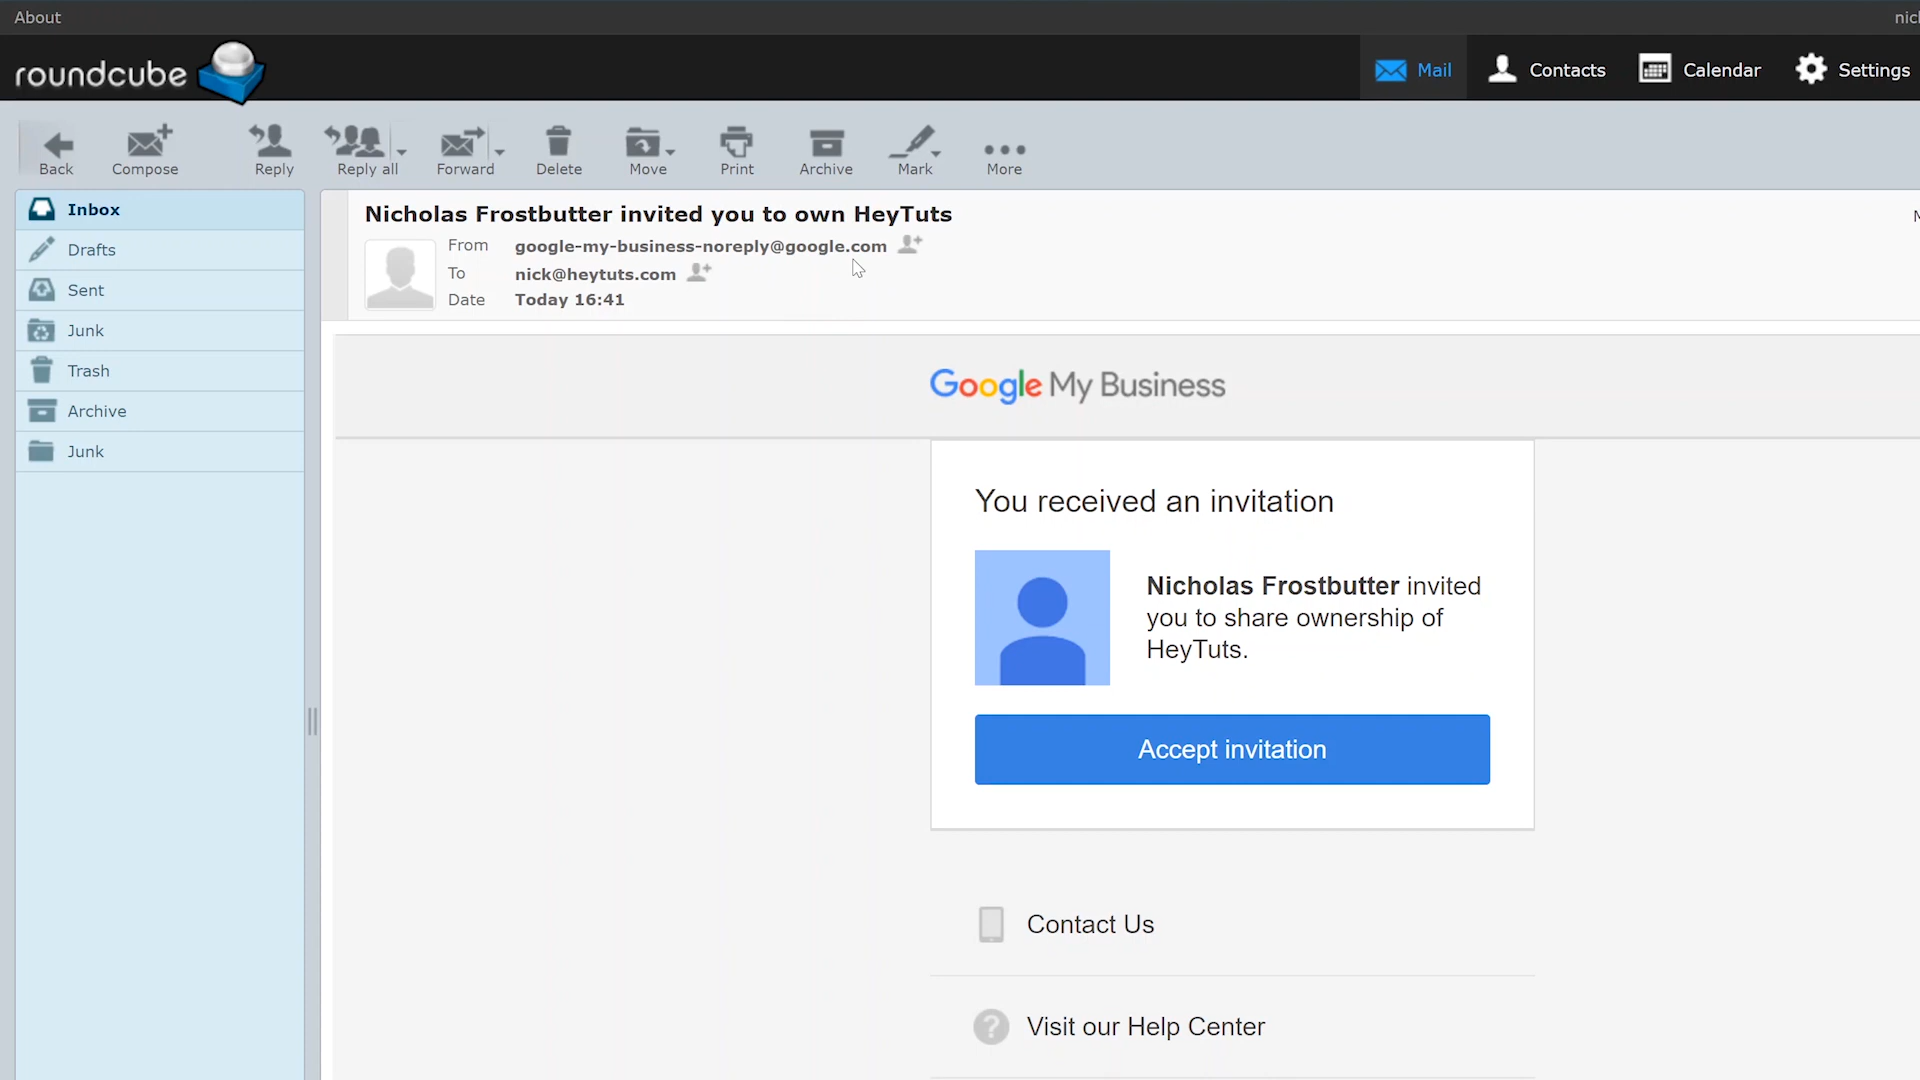 About
nic
roundcube
Mail
Contacts
Calendar
Settings
Back
Compose
Reply
Reply all
Forward
Delete
Move
Print
Archive
Mark
More
Inbox
Drafts
Sent
Junk
Trash
Archive
Junk
Nicholas Frostbutter invited you to own HeyTuts
From google-my-business-noreply@google.com
To nick@heytuts.com
Date Today 16:41
Google My Business
You received an invitation
Nicholas Frostbutter invited
you to share ownership of
HeyTuts.
Accept invitation
Contact Us
? Visit our Help Center